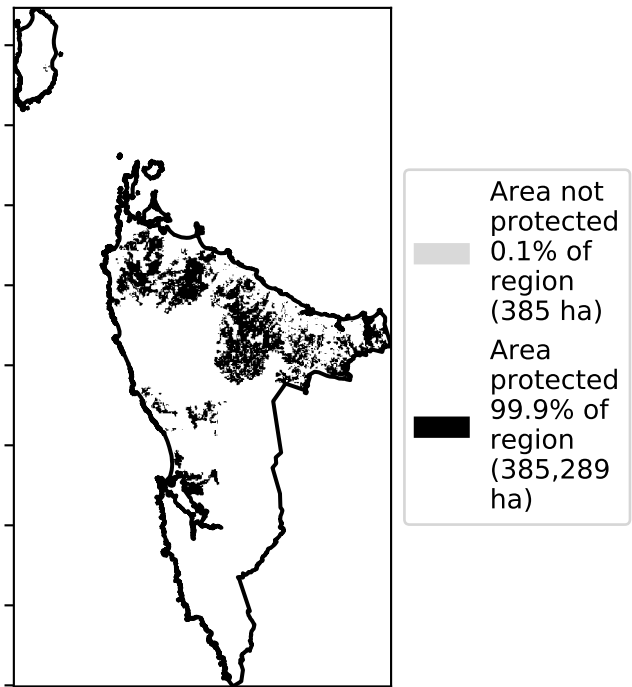 Area not
protected
0.1% of
region
(385 ha)
Area
protected
99.9% of
region
(385,289
ha)